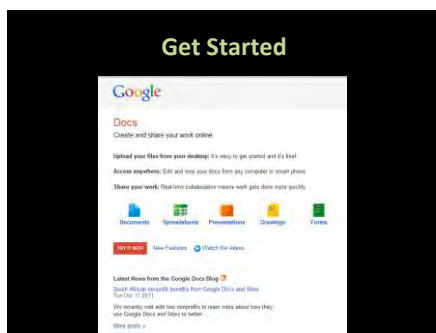 Get Started
Google
Docs
Create and share your work online
Upload your files from your desktop: It's easy to get started and it's free!
Access anywhere: Edit and view your docs from any computer or smart phone
Share your work: Real-time collaboration means work gets done more quickly
Documents Spreadsheets Presentations Drawings Forms
TRY IT NOW New Features Watch the videos
Latest News from the Google Docs Blog
South African nonprofit benefits from Google Docs and Sites
Tue Oct 11 2011
We recently met with two nonprofits to learn more about how they
use Google Docs and Sites to better ...
More posts »